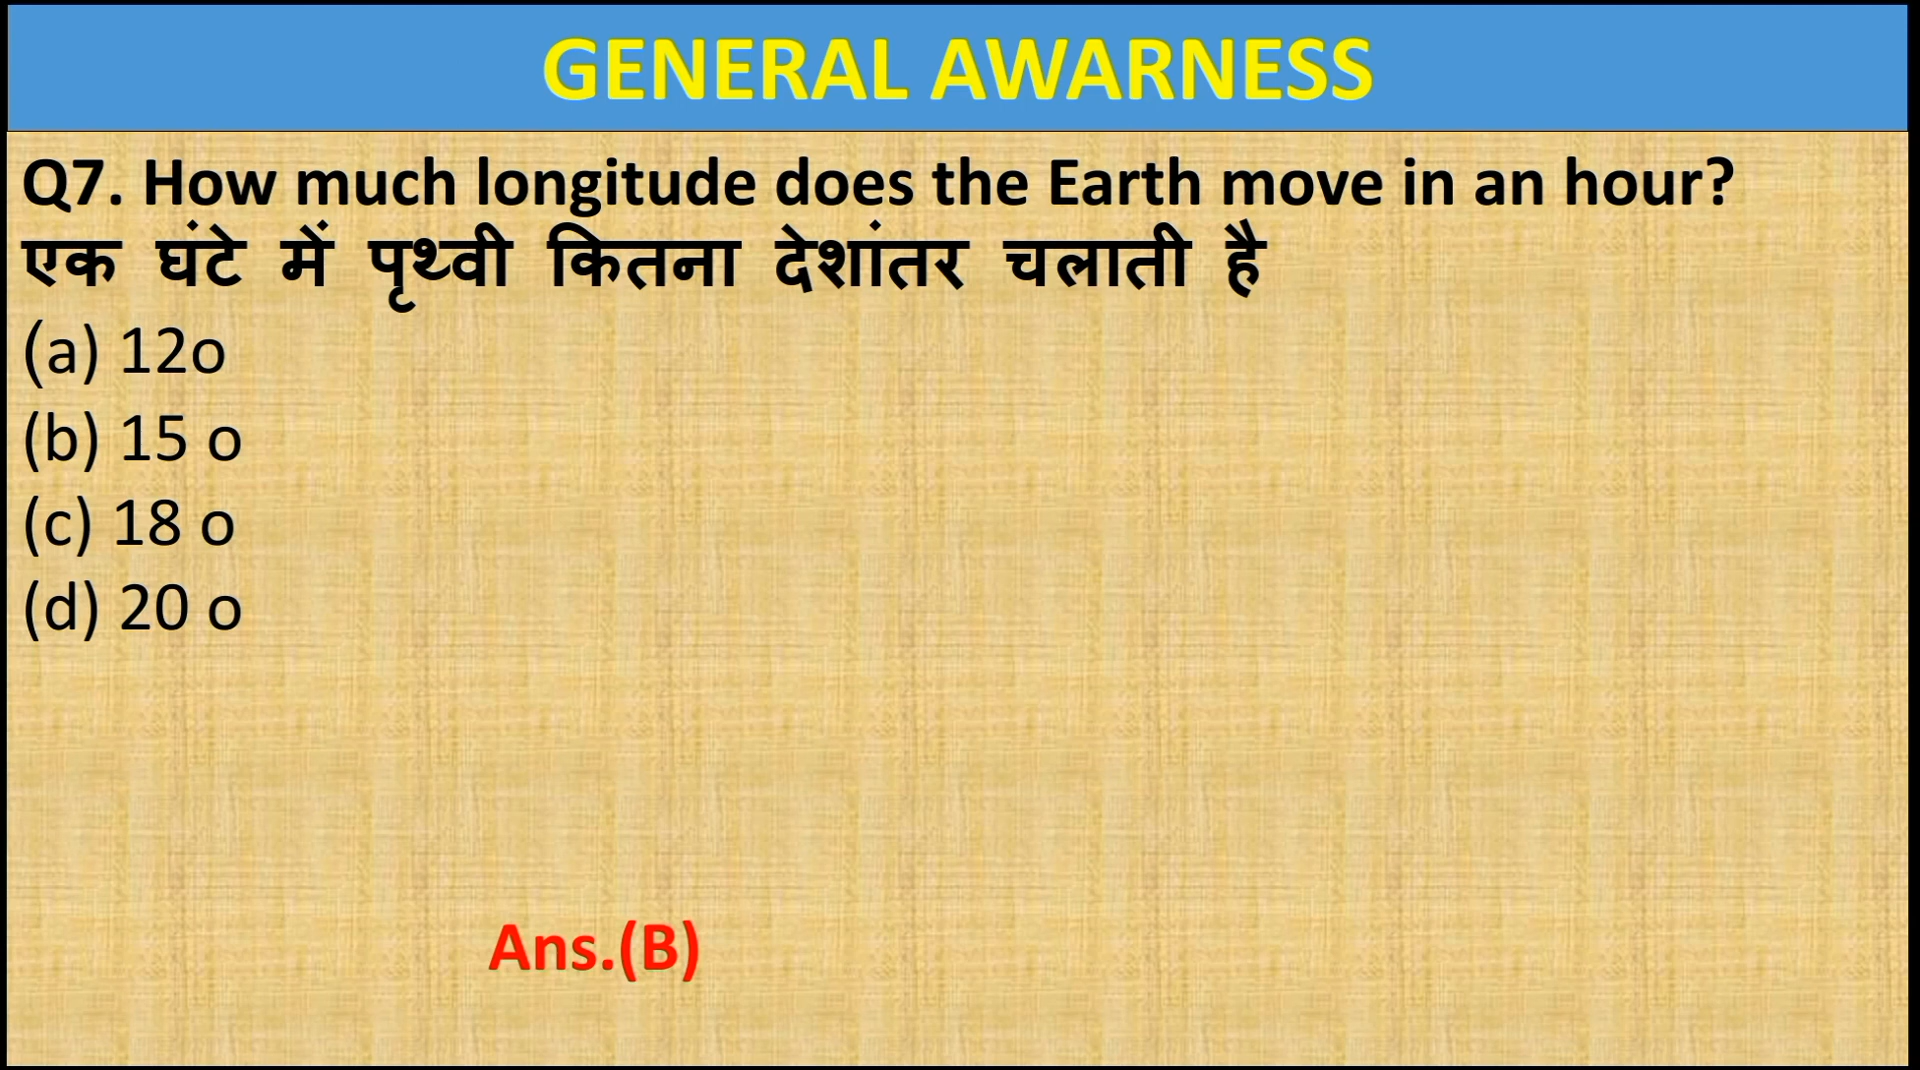 GENERAL AWARNESS
Q7. How much longitude does the Earth move in an hour?
एक घंटे में पृथ्वी कितना देशांतर चलाती है
(a) 12o
(b) 15 o
(c) 18 o
(d) 20 o
Ans.(B)